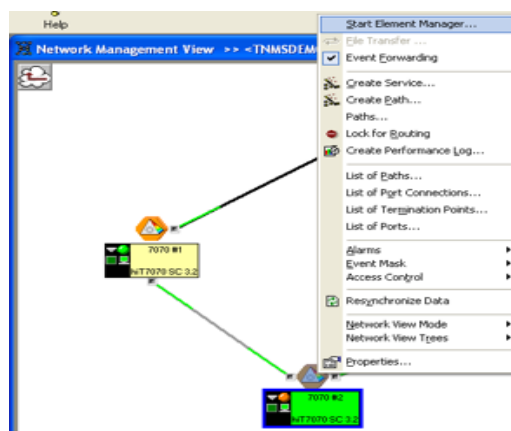 Help
Network Management View >> <TNMSDEM
Start Element Manager...
File Transfer ...
Event Forwarding
Create Service...
Create Path...
Paths...
Lock for Routing
Create Performance Log...
List of Paths...
List of Port Connections...
List of Termination Points...
List of Ports...
Alarms
Event Mask
Access Control
Resynchronize Data
Network View Mode
Network View Trees
Properties...
7070 #1
hiT7070 SC 3.2
7070 #2
hiT7070 SC 3.2